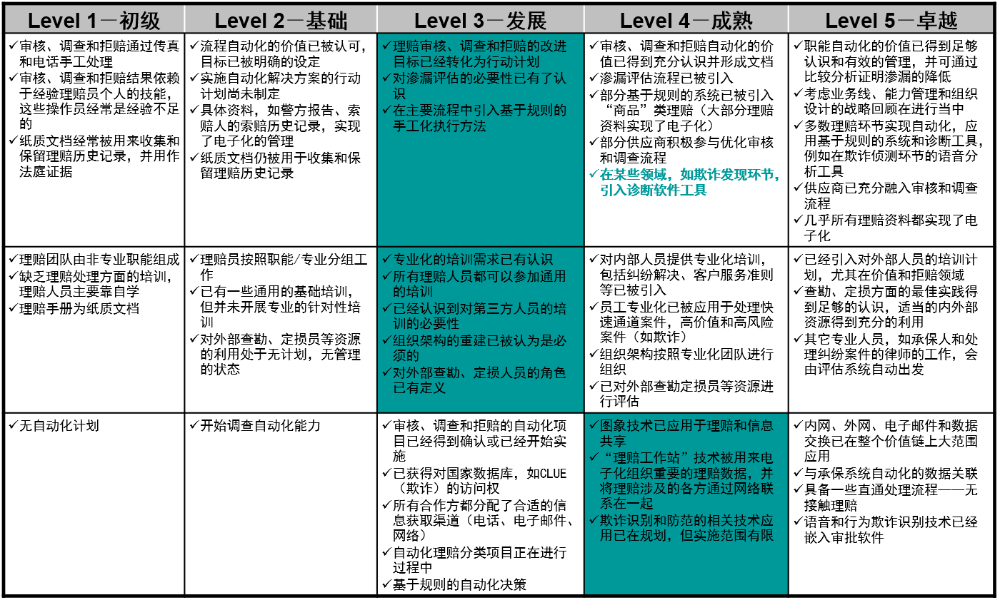 Level 1－初级
Level 2－基础
Level 3－发展
Level 4－成熟
Level 5－卓越
✓审核、调查和拒赔通过传真
和电话手工处理
✓审核、调查和拒赔结果依赖
于经验理赔员个人的技能，
这些操作员经常是经验不足
的
✓纸质文档经常被用来收集和
保留理赔历史记录，并用作
法庭证据
✓流程自动化的价值已被认可，
目标已被明确的设定
✓实施自动化解决方案的行动
计划尚未制定
✓具体资料，如警方报告、索
赔人的索赔历史记录，实现
了电子化的管理
✓纸质文档仍被用于收集和保
留理赔历史记录
✓理赔审核、调查和拒赔的改进
目标已经转化为行动计划
✓对渗漏评估的必要性已有了认
识
✓在主要流程中引入基于规则的
手工化执行方法
✓审核、调查和拒赔自动化的价
值已得到充分认识并形成文档
✓渗漏评估流程已被引入
✓部分基于规则的系统已被引入
“商品”类理赔（大部分理赔
资料实现了电子化）
✓部分供应商积极参与优化审核
和调查流程
✓在某些领域，如欺诈发现环节，
引入诊断软件工具
✓职能自动化的价值已得到足够
认识和有效的管理，并可通过
比较分析证明渗漏的降低
✓考虑业务线、能力管理和组织
设计的战略回顾在进行当中
✓多数理赔环节实现自动化，应
用基于规则的系统和诊断工具，
例如在欺诈侦测环节的语音分
析工具
✓供应商已充分融入审核和调查
流程
✓几乎所有理赔资料都实现了电
子化
✓理赔团队由非专业职能组成
✓缺乏理赔处理方面的培训，
理赔人员主要靠自学
✓理赔手册为纸质文档
✓理赔员按照职能/专业分组工
作
✓已有一些通用的基础培训，
但并未开展专业的针对性培
训
✓对外部查勘、定损员等资源
的利用处于无计划，无管理
的状态
✓专业化的培训需求已有认识
✓所有理赔人员都可以参加通用
的培训
✓已经认识到对第三方人员的培
训的必要性
✓组织架构的重建已被认为是必
须的
✓对外部查勘、定损人员的角色
已有定义
✓对内部人员提供专业化培训，
包括纠纷解决、客户服务准则
等已被引入
✓员工专业化已被应用于处理快
速通道案件，高价值和高风险
案件（如欺诈）
✓组织架构按照专业化团队进行
组织
✓已对外部查勘定损员等资源进
行评估
✓已经引入对外部人员的培训计
划，尤其在价值和拒赔领域
✓查勘、定损方面的最佳实践得
到足够的认识，适当的内外部
资源得到充分的利用
✓其它专业人员，如承保人和处
理纠纷案件的律师的工作，会
由评估系统自动出发
✓无自动化计划
✓开始调查自动化能力
✓审核、调查和拒赔的自动化项
目已经得到确认或已经开始实
施
✓已获得对国家数据库，如CLUE
（欺诈）的访问权
✓所有合作方都分配了合适的信
息获取渠道（电话、电子邮件、
网络）
✓自动化理赔分类项目正在进行
过程中
✓基于规则的自动化决策
✓图象技术已应用于理赔和信息
共享
✓“理赔工作站”技术被用来电
子化组织重要的理赔数据，并
将理赔涉及的各方通过网络联
系在一起
✓欺诈识别和防范的相关技术应
用已在规划，但实施范围有限
✓内网、外网、电子邮件和数据
交换已在整个价值链上大范围
应用
✓与承保系统自动化的数据关联
✓具备一些直通处理流程——无
接触理赔
✓语音和行为欺诈识别技术已经
嵌入审批软件